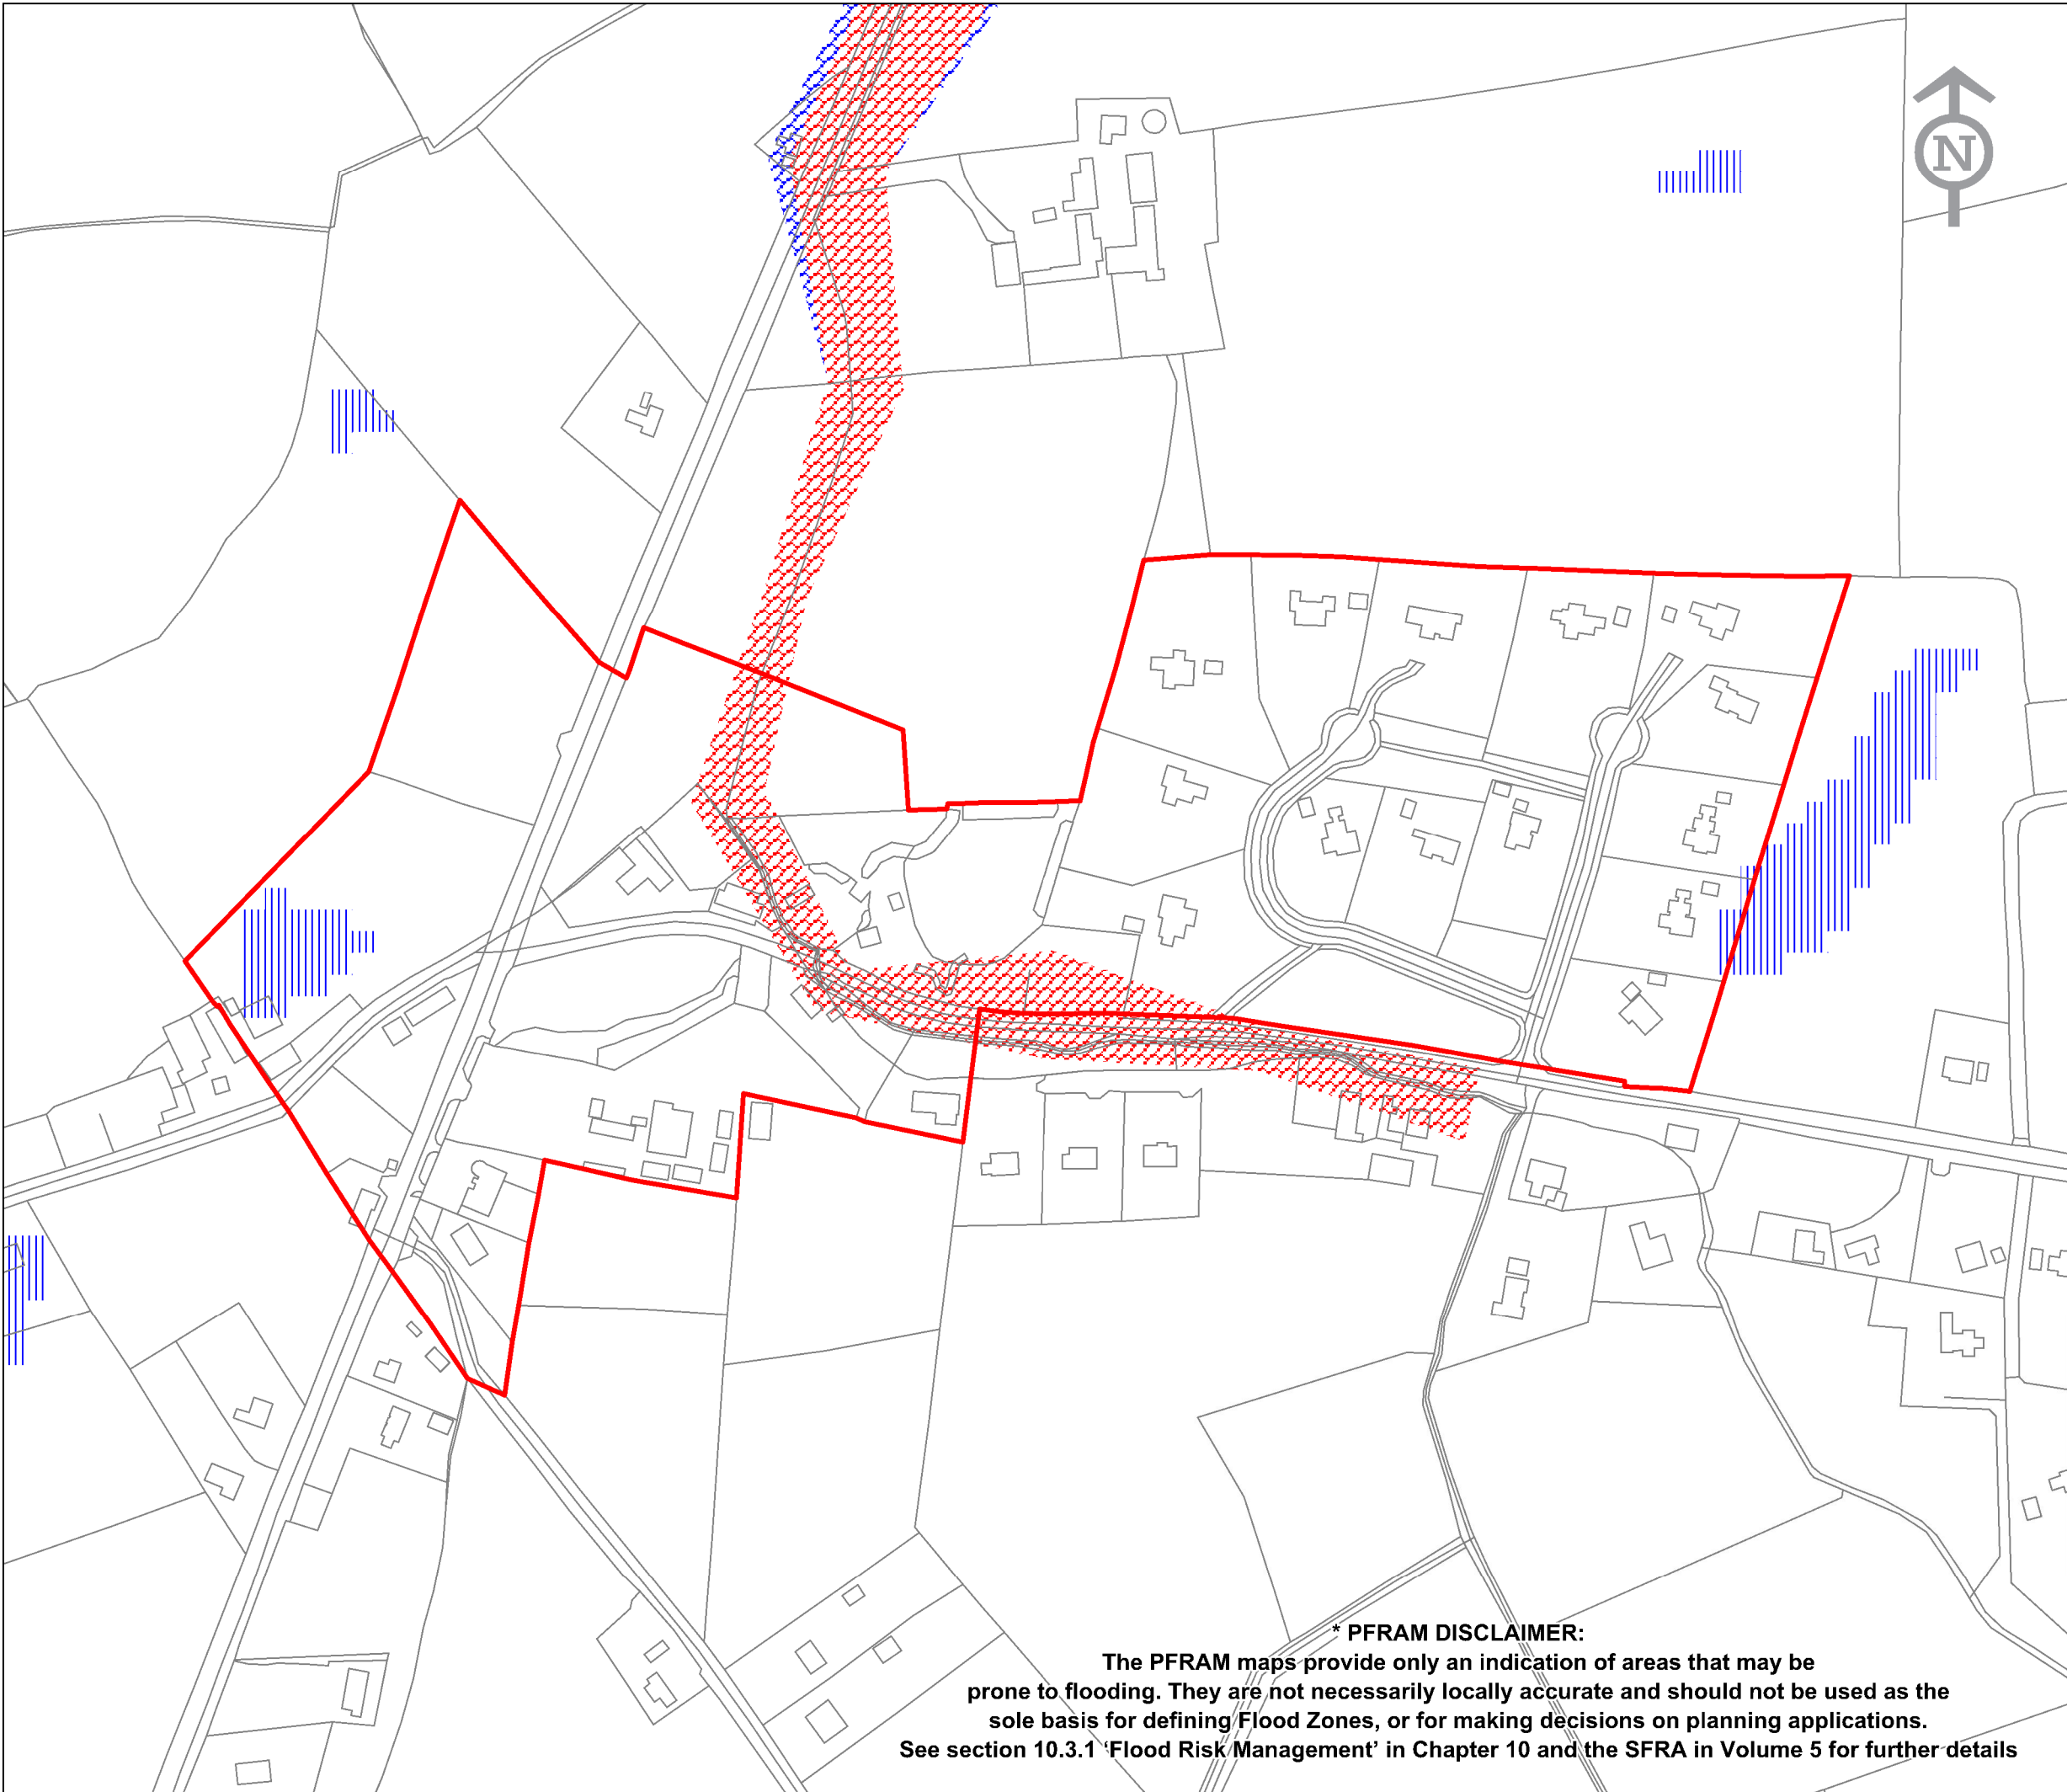 N
* PFRAM DISCLAIMER:
The PFRAM maps provide only an indication of areas that may be
prone to flooding. They are not necessarily locally accurate and should not be used as the
sole basis for defining Flood Zones, or for making decisions on planning applications.
See section 10.3.1 'Flood Risk Management' in Chapter 10 and the SFRA in Volume 5 for further details